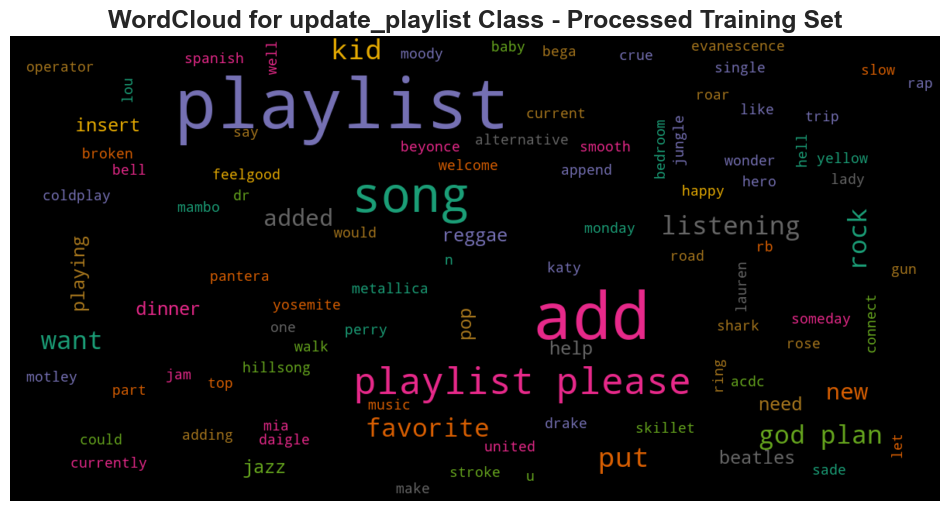 WordCloud for update_playlist Class - Processed Training Set
operator
spanish
well
kid
moody
baby
bega
crue
evanescence
single
slow
rap
lou
playlist
insert
say
current
roar
like
trip
alternative
broken
bell
beyonce
smooth
bedroom
jungle
wonder
hell
yellow
feelgood
welcome
append
happy
hero
lady
coldplay
mambo
dr
song
added
would
reggae
monday
listening
rock
n
road
rb
playing
pantera
katy
lauren
gun
metallica
dinner
yosemite
one
perry
pop
add
shark
someday
connect
want
walk
help
rose
motley
jam
top
hillsong
playlist please
ring
acdc
part
music
need
new
favorite
drake
skillet
god plan
let
could
adding
mia
daigle
united
put
beatles
currently
jazz
stroke
u
sade
make